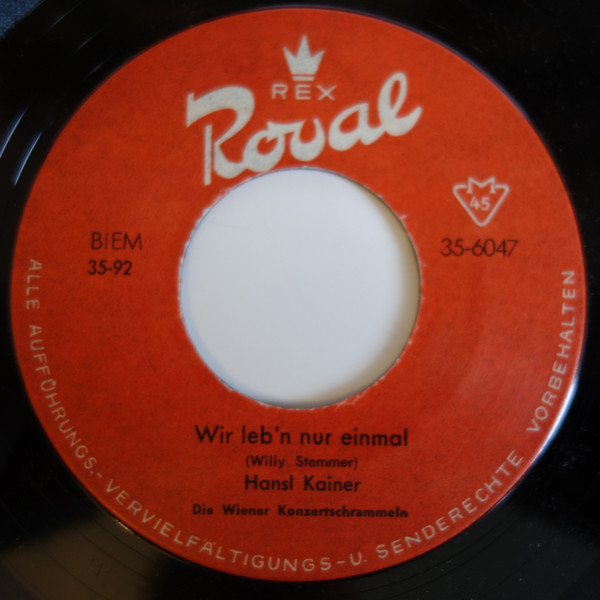 REX
Royal
M
45
BIEM
35-92
35-6047
Wir leb'n nur einmal
(Willy Stemmer)
Hansl Kainer
Die Wiener Konzertschrammeln
ALLE AUFFÜHRUNGS.- VERVIELFÄLTIGUNGS-U. SENDERECHTE VORBEHALTEN